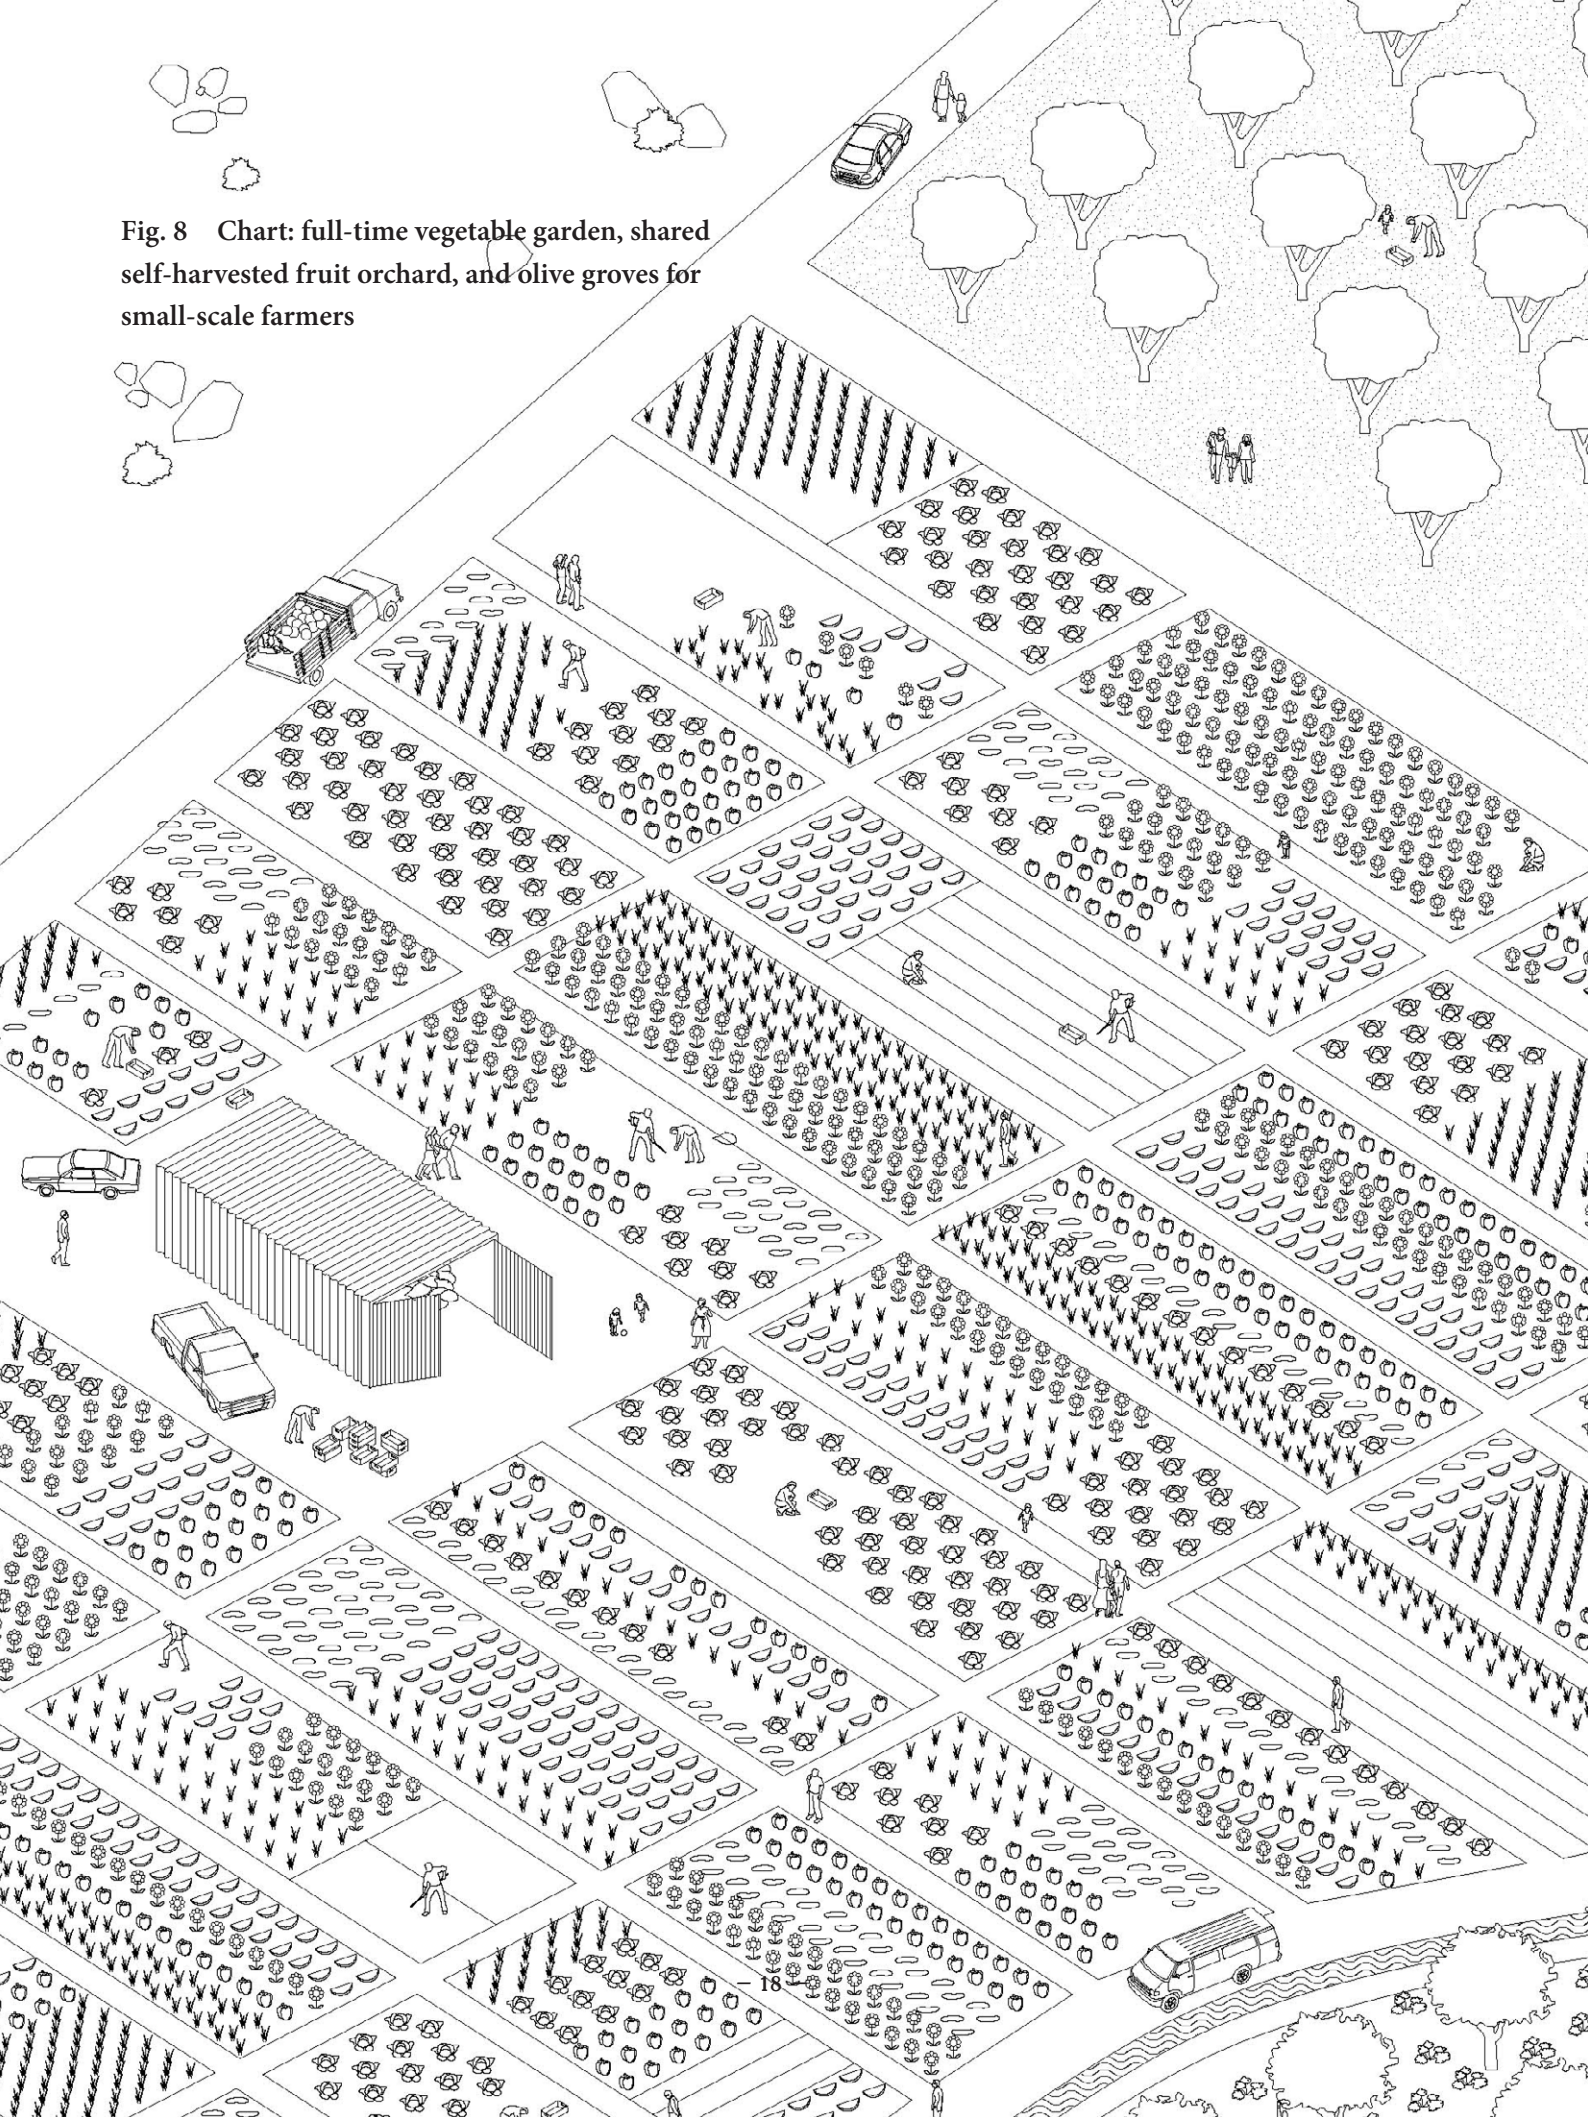 Fig. 8 Chart: full-time vegetable garden, shared
self-harvested fruit orchard, and olive groves for
small-scale farmers
– 18 –